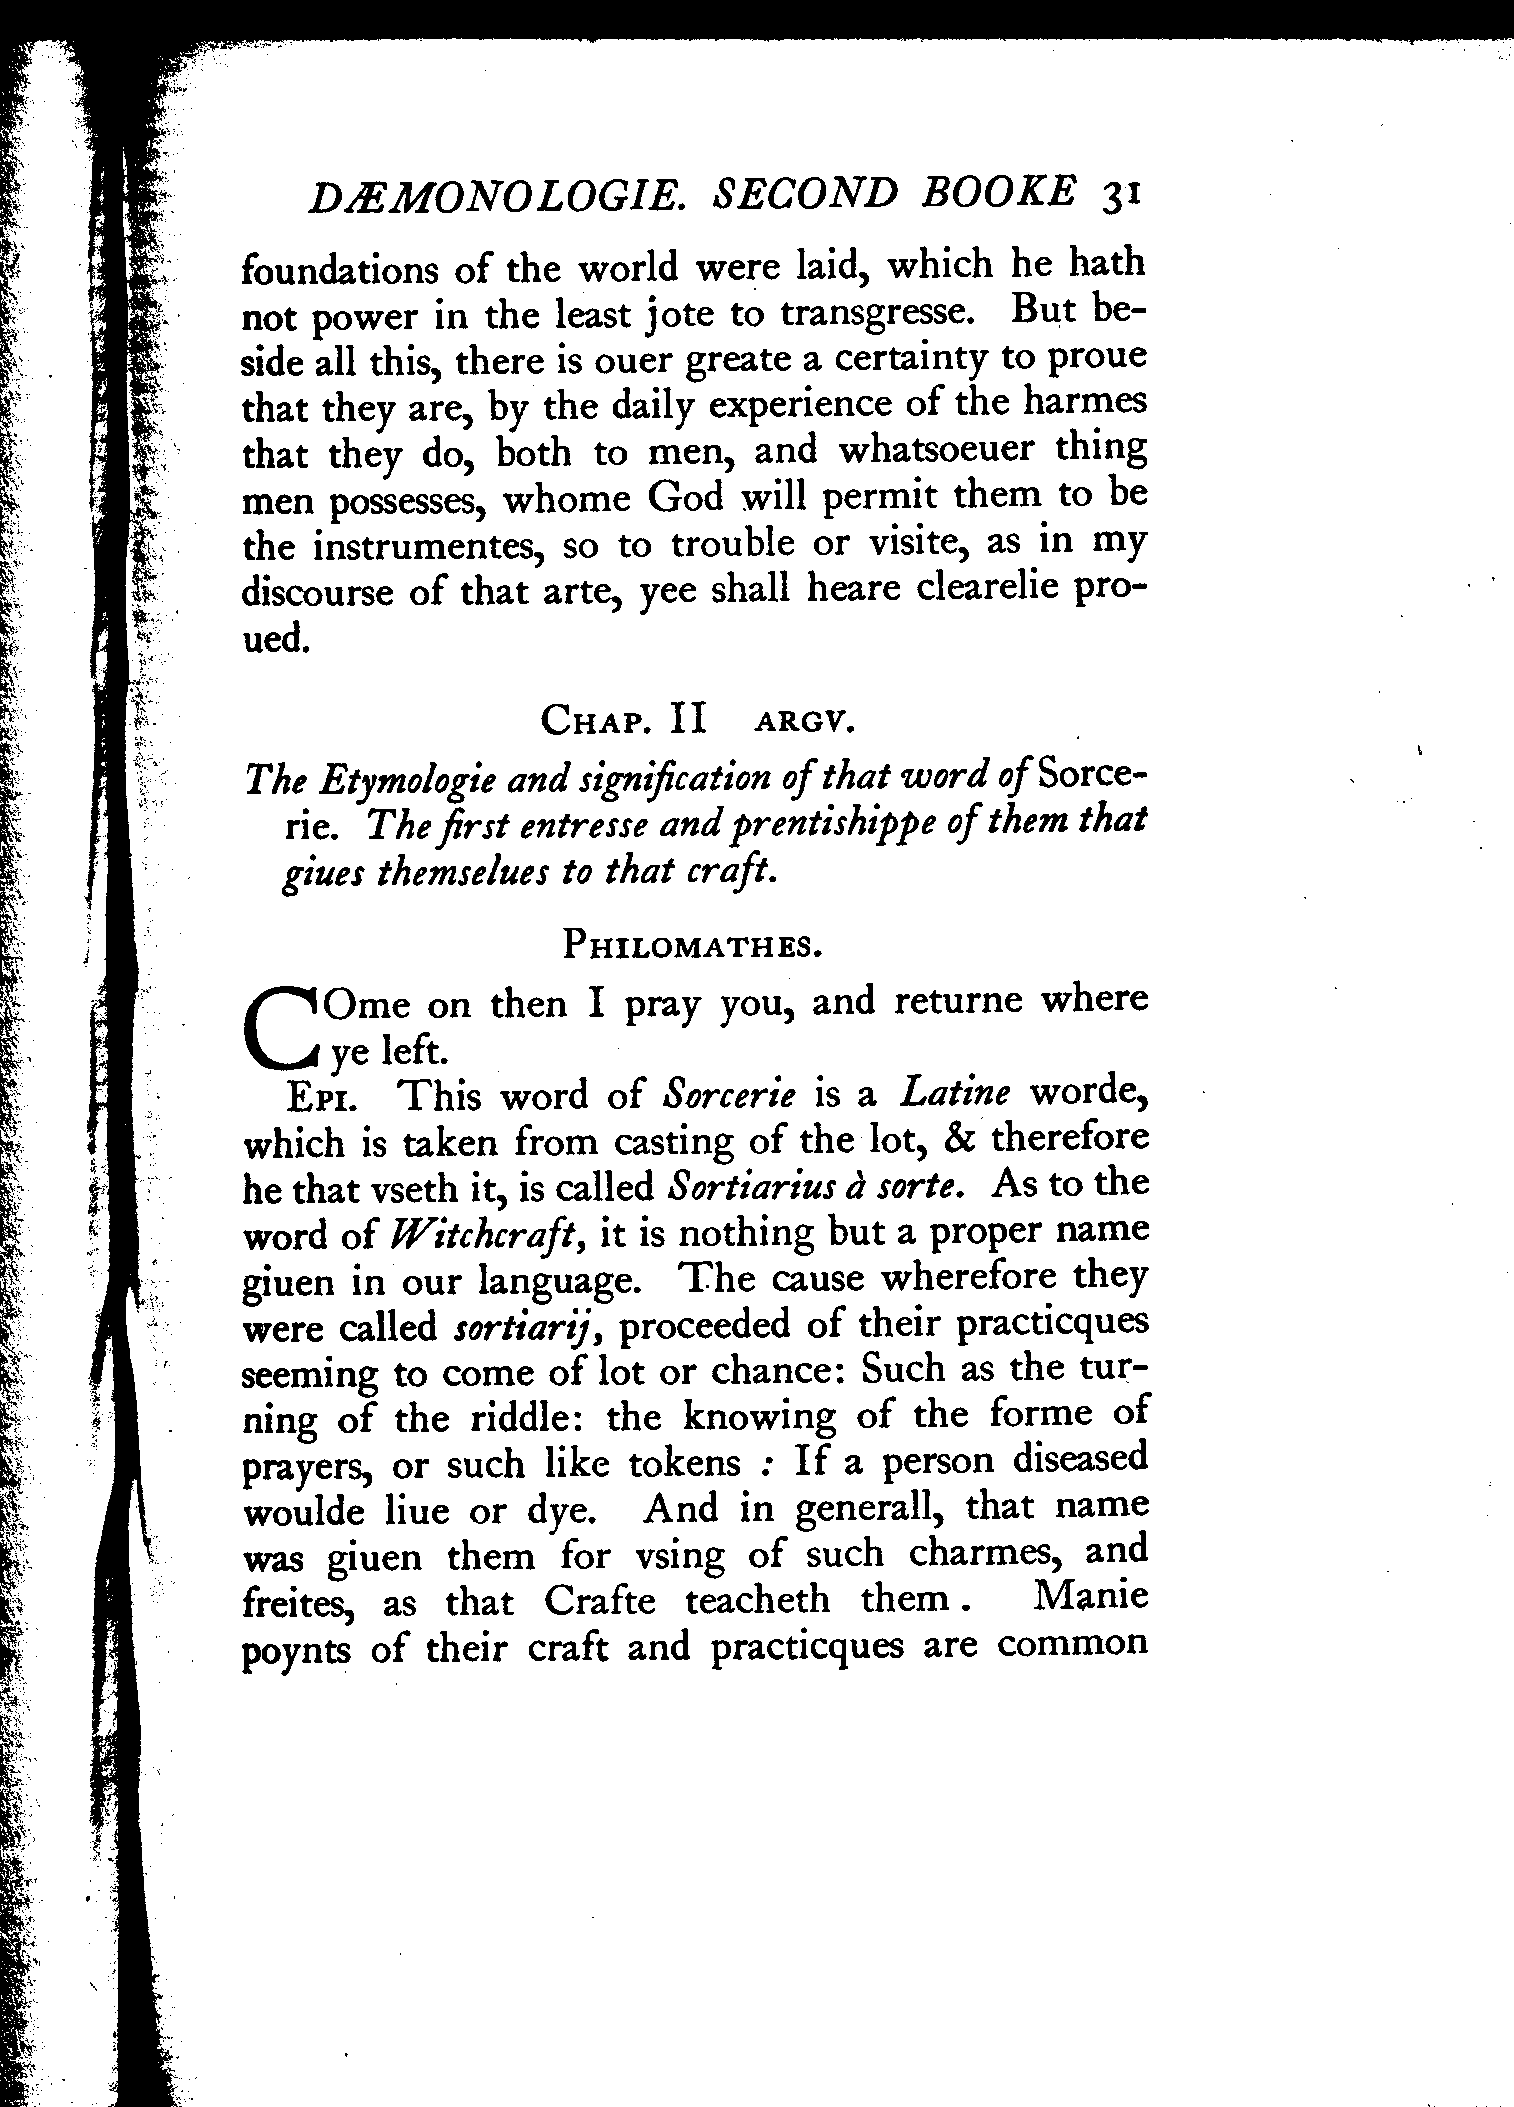 DÆMONOLOGIE. SECOND BOOKE 31
foundations of the world were laid, which he hath
not power in the least jote to transgresse. But be-
side all this, there is ouer greate a certainty to proue
that they are, by the daily experience of the harmes
that they do, both to men, and whatsoeuer thing
men possesses, whome God will permit them to be
the instrumentes, so to trouble or visite, as in my
discourse of that arte, yee shall heare clearelie pro-
ued.
CHAP. II ARGV.
The Etymologie and signification of that word of Sorce-
rie. The first entresse and prentishippe of them that
giues themselues to that craft.
PHILOMATHES.
COme on then I pray you, and returne where
ye left.
EPI. This word of Sorcerie is a Latine worde,
which is taken from casting of the lot, & therefore
he that vseth it, is called Sortiarius à sorte. As to the
word of Witchcraft, it is nothing but a proper name
giuen in our language. The cause wherefore they
were called sortiarij, proceeded of their practicques
seeming to come of lot or chance: Such as the tur-
ning of the riddle: the knowing of the forme of
prayers, or such like tokens : If a person diseased
woulde liue or dye. And in generall, that name
was giuen them for vsing of such charmes, and
freites, as that Crafte teacheth them . Manie
poynts of their craft and practicques are common